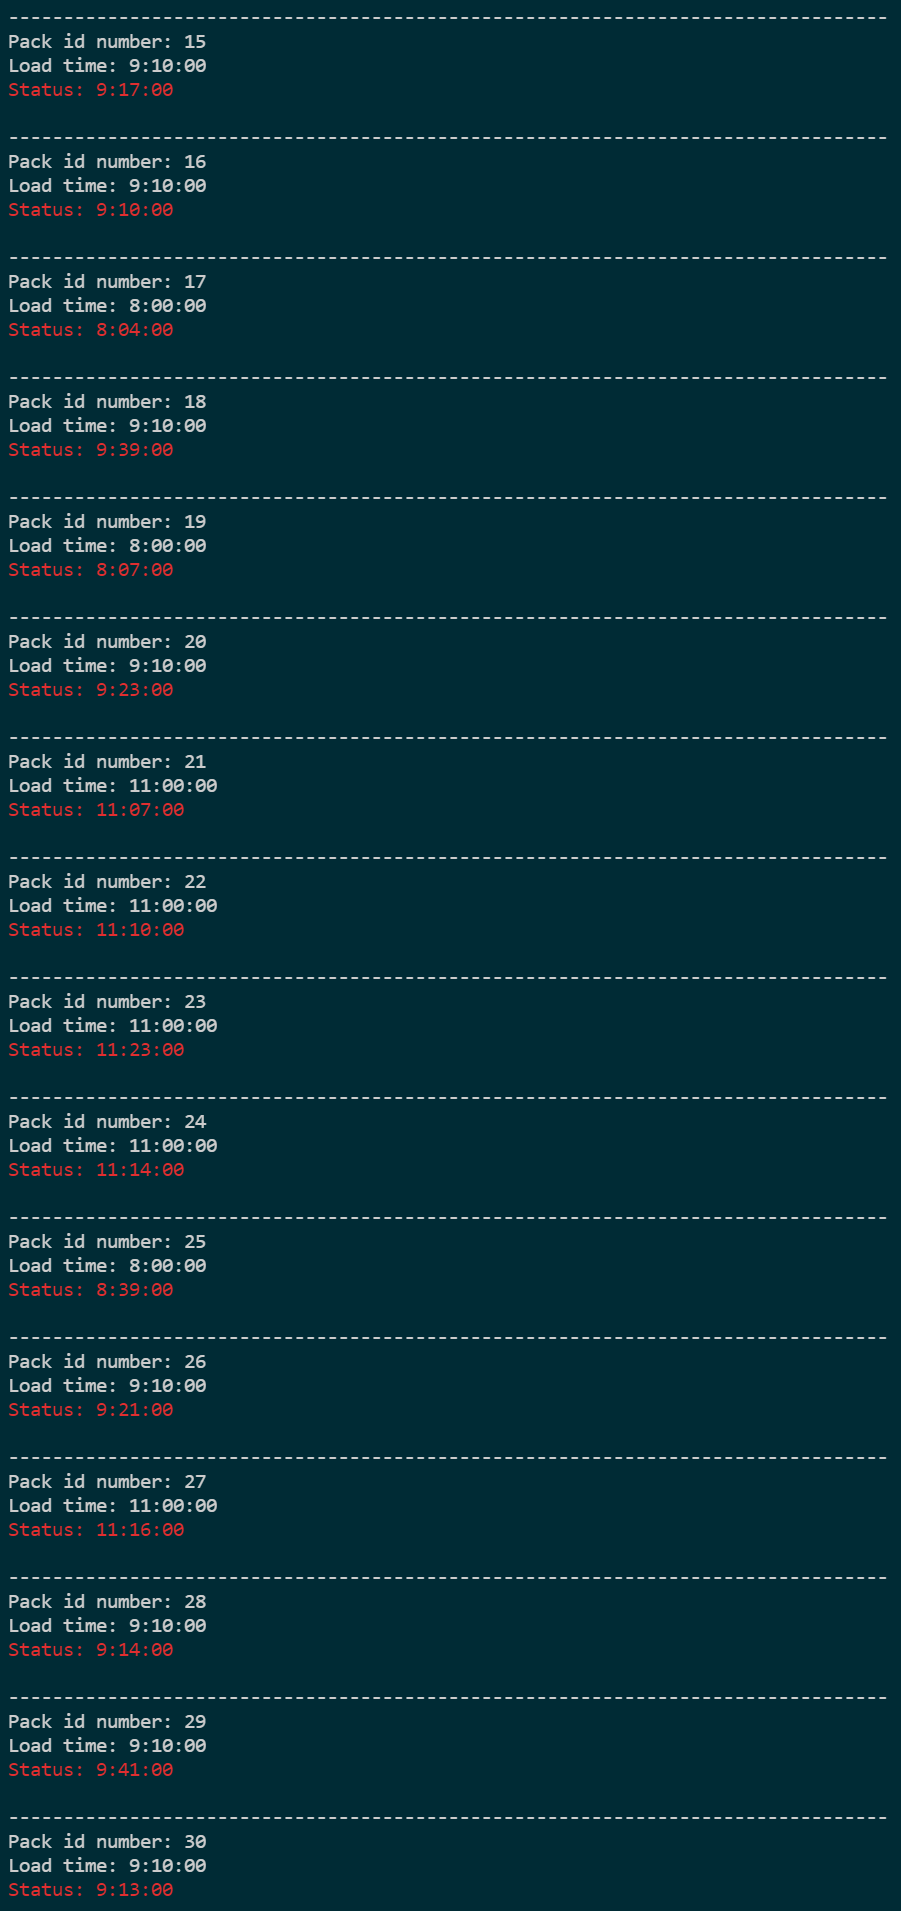 --------------------------------------------------------------------------------
Pack id number: 15
Load time: 9:10:00
Status: 9:17:00
--------------------------------------------------------------------------------
Pack id number: 16
Load time: 9:10:00
Status: 9:10:00
--------------------------------------------------------------------------------
Pack id number: 17
Load time: 8:00:00
Status: 8:04:00
--------------------------------------------------------------------------------
Pack id number: 18
Load time: 9:10:00
Status: 9:39:00
--------------------------------------------------------------------------------
Pack id number: 19
Load time: 8:00:00
Status: 8:07:00
--------------------------------------------------------------------------------
Pack id number: 20
Load time: 9:10:00
Status: 9:23:00
--------------------------------------------------------------------------------
Pack id number: 21
Load time: 11:00:00
Status: 11:07:00
--------------------------------------------------------------------------------
Pack id number: 22
Load time: 11:00:00
Status: 11:10:00
--------------------------------------------------------------------------------
Pack id number: 23
Load time: 11:00:00
Status: 11:23:00
--------------------------------------------------------------------------------
Pack id number: 24
Load time: 11:00:00
Status: 11:14:00
--------------------------------------------------------------------------------
Pack id number: 25
Load time: 8:00:00
Status: 8:39:00
--------------------------------------------------------------------------------
Pack id number: 26
Load time: 9:10:00
Status: 9:21:00
--------------------------------------------------------------------------------
Pack id number: 27
Load time: 11:00:00
Status: 11:16:00
--------------------------------------------------------------------------------
Pack id number: 28
Load time: 9:10:00
Status: 9:14:00
--------------------------------------------------------------------------------
Pack id number: 29
Load time: 9:10:00
Status: 9:41:00
--------------------------------------------------------------------------------
Pack id number: 30
Load time: 9:10:00
Status: 9:13:00